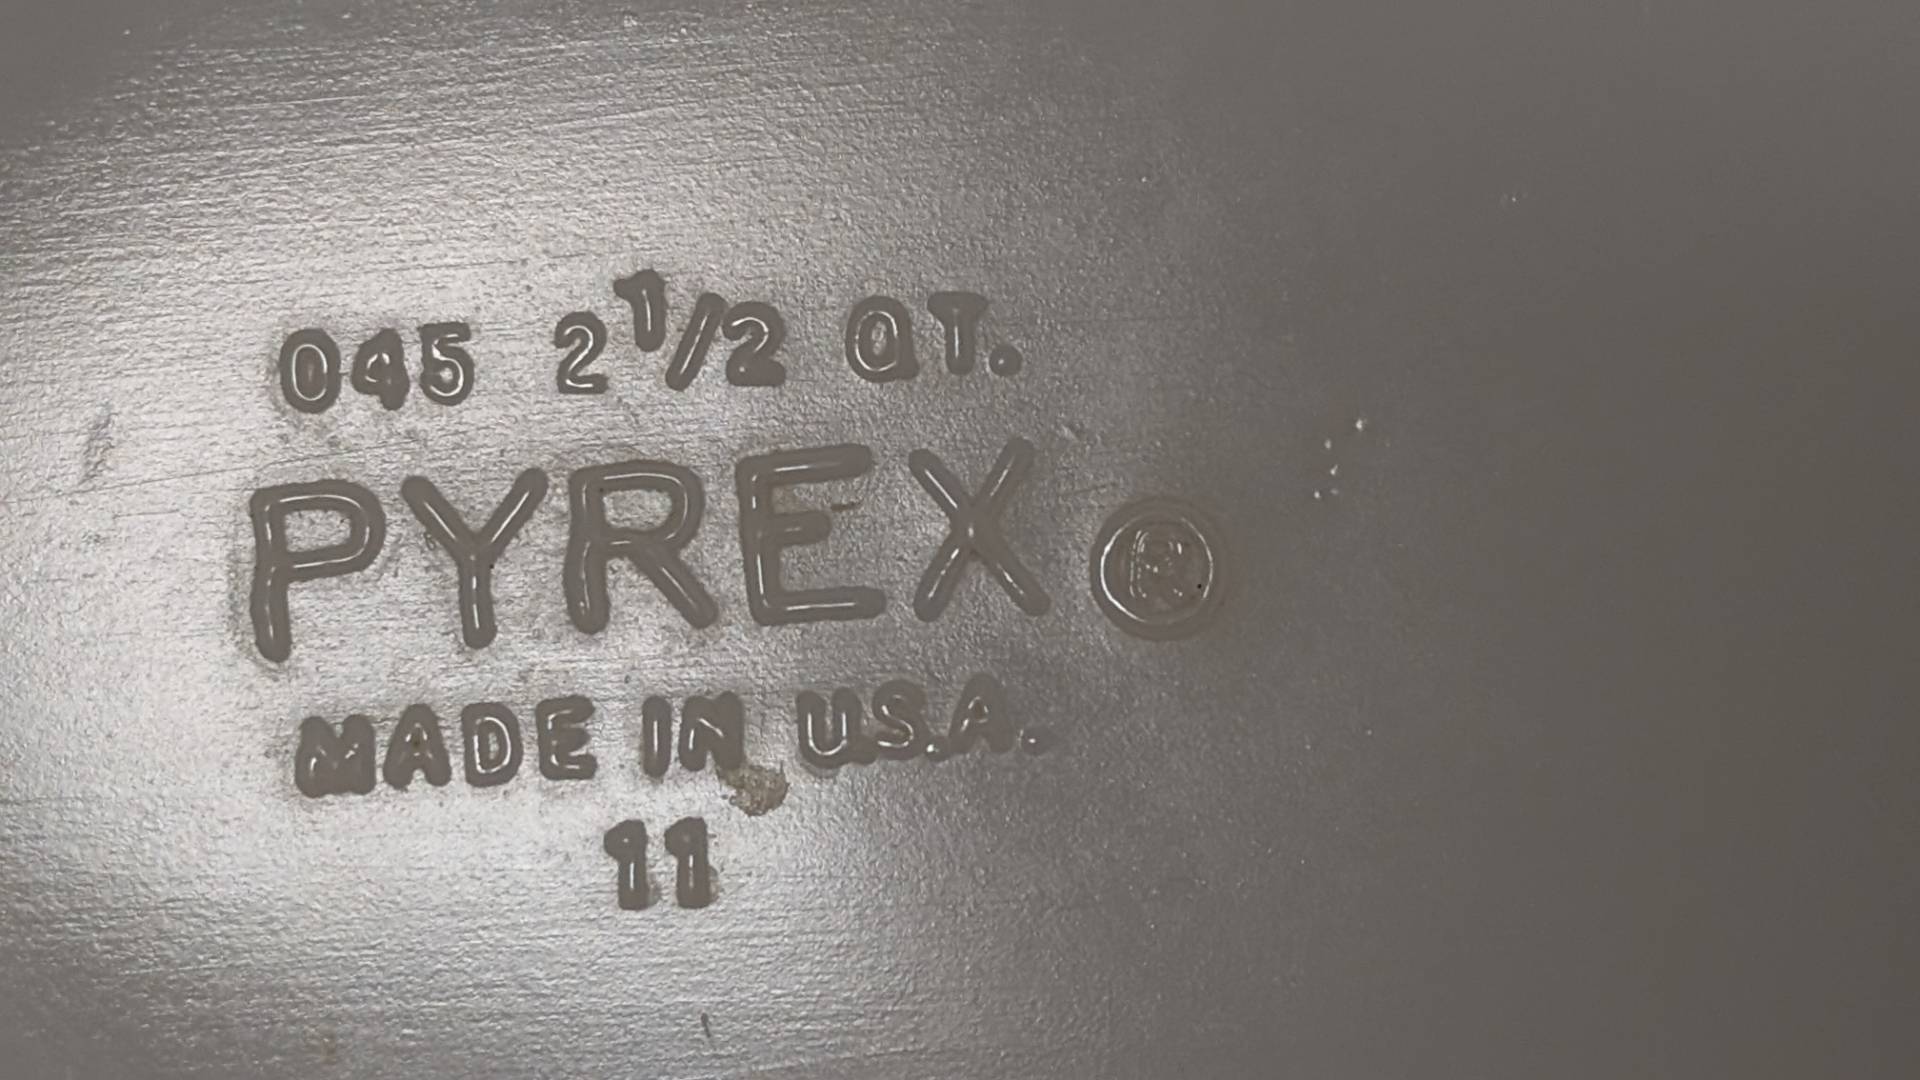 045 2 1/2 QT.
PYREX ®
MADE IN U.S.A.
11